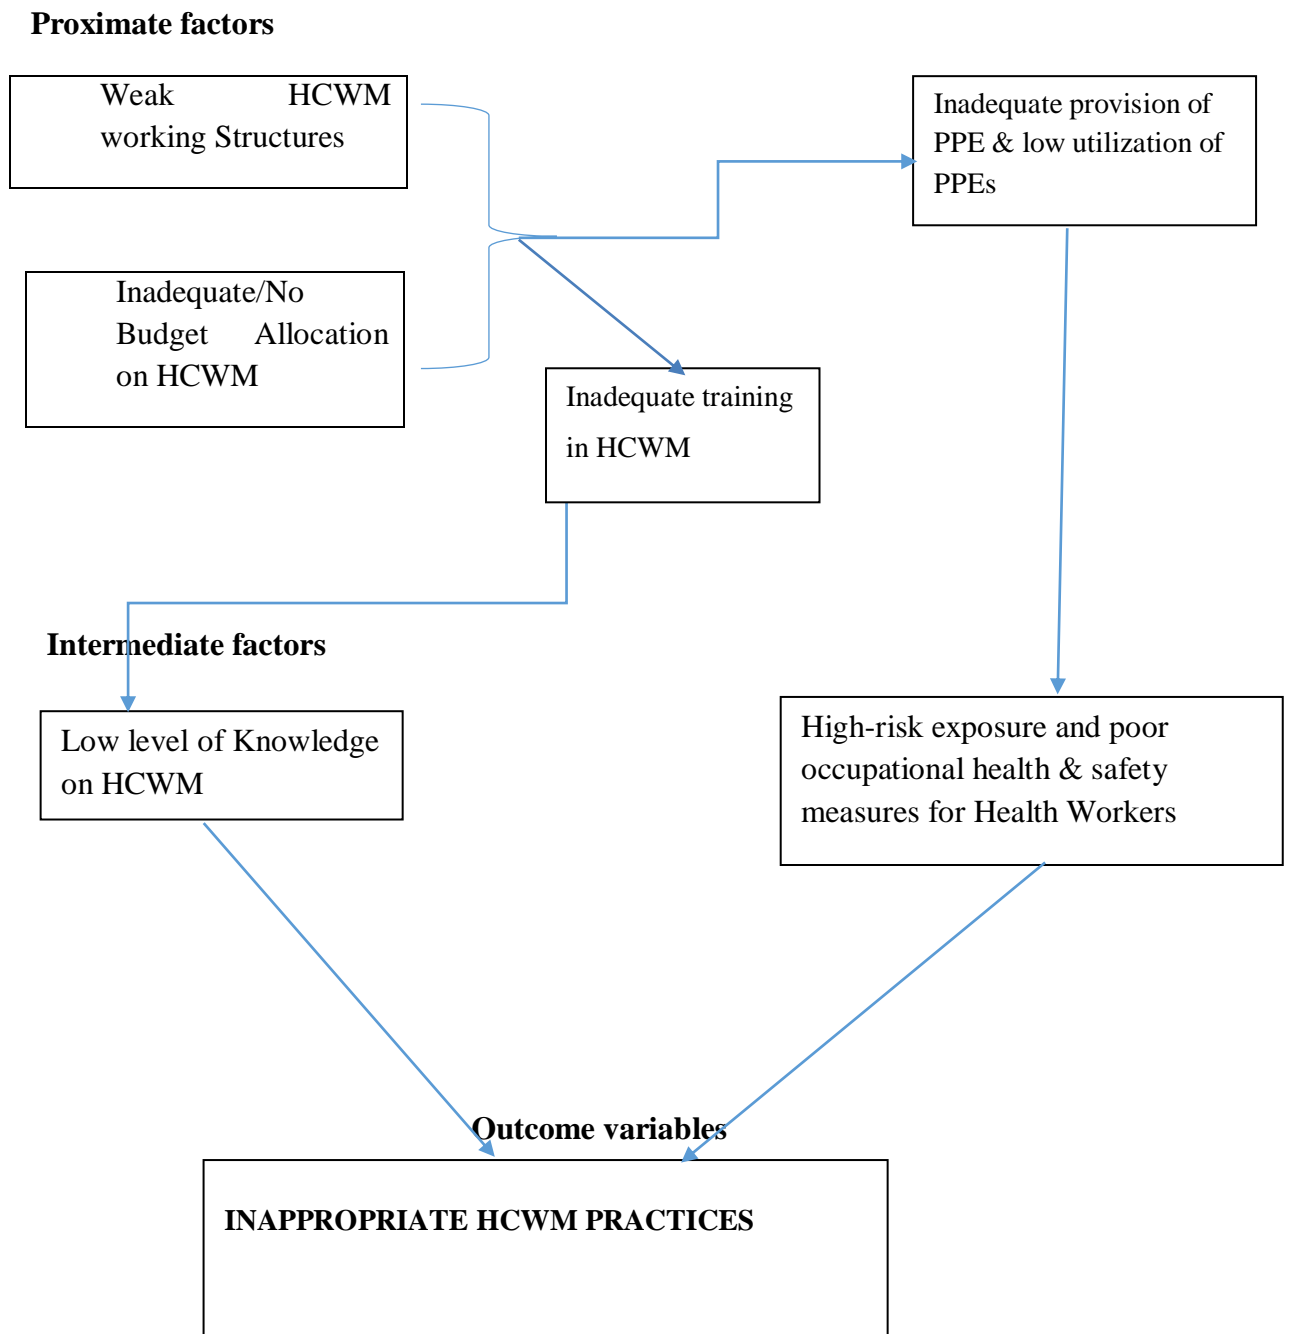 Proximate factors
Weak HCWM
working Structures
Inadequate provision of
PPE & low utilization of
PPEs
Inadequate/No
Budget Allocation
on HCWM
Inadequate training
in HCWM
Intermediate factors
Low level of Knowledge
on HCWM
High-risk exposure and poor
occupational health & safety
measures for Health Workers
Outcome variables
INAPPROPRIATE HCWM PRACTICES